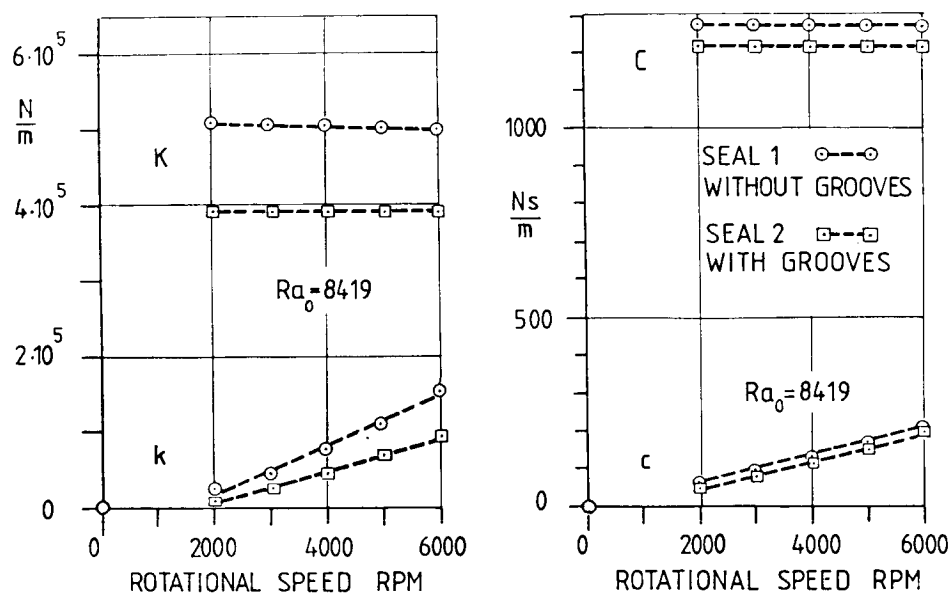 6·10⁵
N
m
K
4·10⁵
Ra₀=8419
2·10⁵
k
0
0 2000 4000 6000
ROTATIONAL SPEED RPM
C
1000
SEAL 1
WITHOUT GROOVES
Ns
m
SEAL 2
WITH GROOVES
500
Ra₀=8419
c
0
0 2000 4000 6000
ROTATIONAL SPEED RPM